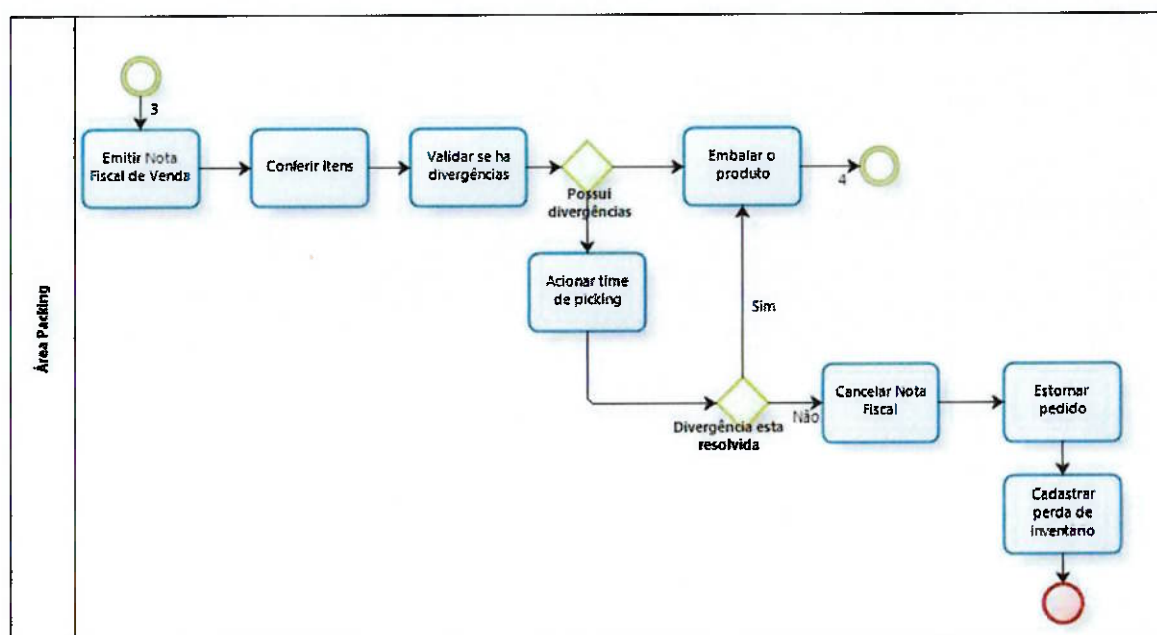 Área Packing
3
Emitir Nota
Fiscal de Venda
Conferir itens
Validar se ha
divergências
Possui
divergências
Embalar o
produto
4
Acionar time
de picking
Sim
Divergência esta
resolvida
Não
Cancelar Nota
Fiscal
Estornar
pedido
Cadastrar
perda de
inventário